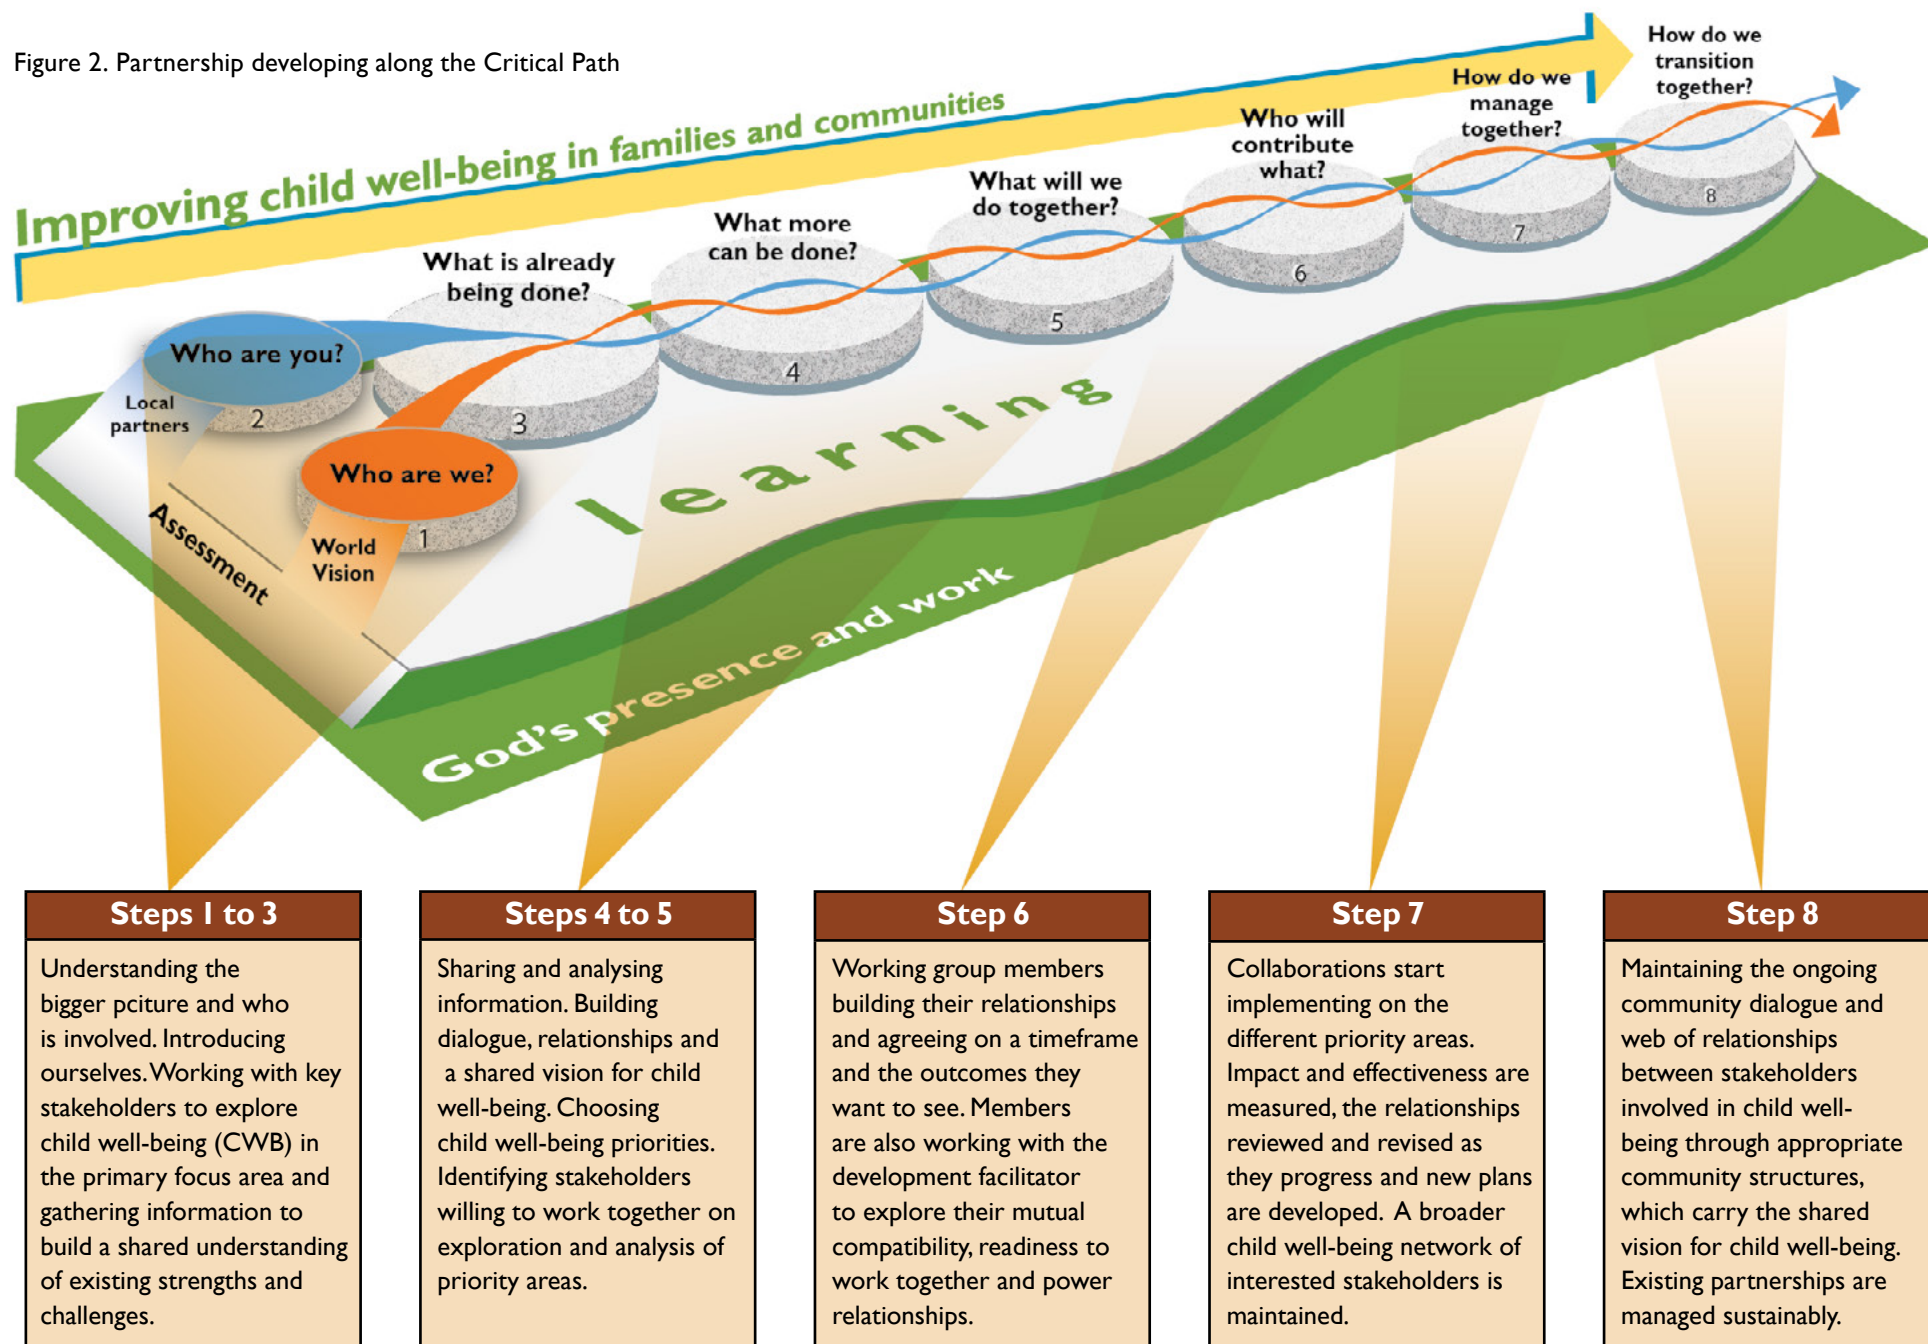 Figure 2. Partnership developing along the Critical Path
Improving child well-being in families and communities
Who are you?
2
Local
partners
Who are we?
1
World
Vision
Assessment
What is already
being done?
3
What more
can be done?
4
What will we
do together?
5
Who will
contribute
what?
6
How do we
manage
together?
7
How do we
transition
together?
8
learning
God's presence and work
Steps 1 to 3
Understanding the
bigger pciture and who
is involved. Introducing
ourselves. Working with key
stakeholders to explore
child well-being (CWB) in
the primary focus area and
gathering information to
build a shared understanding
of existing strengths and
challenges.
Steps 4 to 5
Sharing and analysing
information. Building
dialogue, relationships and
a shared vision for child
well-being. Choosing
child well-being priorities.
Identifying stakeholders
willing to work together on
exploration and analysis of
priority areas.
Step 6
Working group members
building their relationships
and agreeing on a timeframe
and the outcomes they
want to see. Members
are also working with the
development facilitator
to explore their mutual
compatibility, readiness to
work together and power
relationships.
Step 7
Collaborations start
implementing on the
different priority areas.
Impact and effectiveness are
measured, the relationships
reviewed and revised as
they progress and new plans
are developed. A broader
child well-being network of
interested stakeholders is
maintained.
Step 8
Maintaining the ongoing
community dialogue and
web of relationships
between stakeholders
involved in child well-
being through appropriate
community structures,
which carry the shared
vision for child well-being.
Existing partnerships are
managed sustainably.